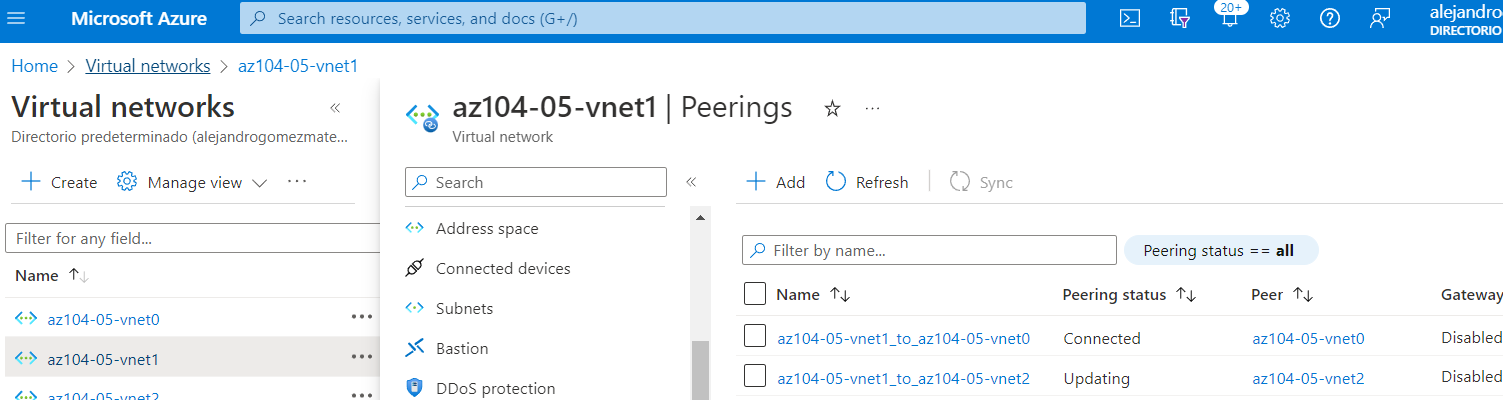 Microsoft Azure
Search resources, services, and docs (G+/)
20+
alejandro
DIRECTORIO
Home > Virtual networks > az104-05-vnet1
Virtual networks «
Directorio predeterminado (alejandrogomezmate...
+ Create Manage view ...
Filter for any field...
Name ↑↓
az104-05-vnet0 ...
az104-05-vnet1 ...
az104-05-vnet2 ...
az104-05-vnet1 | Peerings ☆ ...
Virtual network
Search «
Address space
Connected devices
Subnets
Bastion
DDoS protection
+ Add Refresh | Sync
Filter by name... Peering status == all
Name ↑↓ Peering status ↑↓ Peer ↑↓ Gateway
az104-05-vnet1_to_az104-05-vnet0 Connected az104-05-vnet0 Disabled
az104-05-vnet1_to_az104-05-vnet2 Updating az104-05-vnet2 Disabled